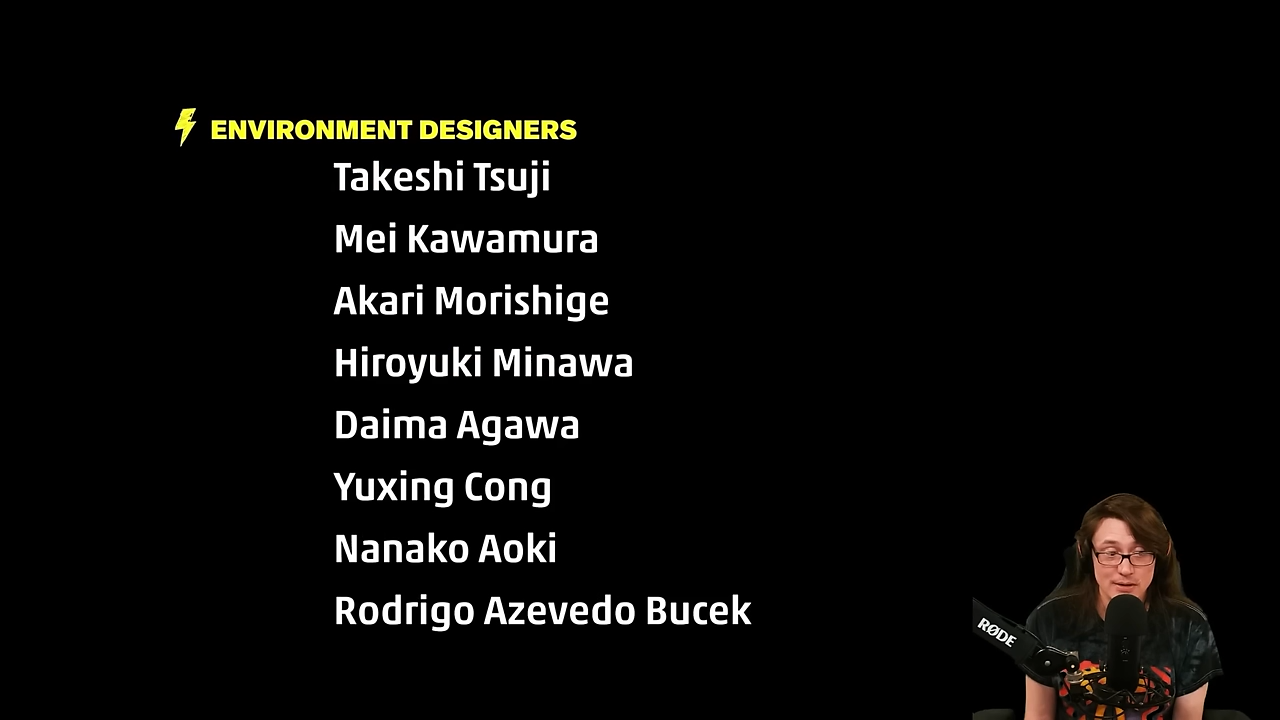 ENVIRONMENT DESIGNERS
Takeshi Tsuji
Mei Kawamura
Akari Morishige
Hiroyuki Minawa
Daima Agawa
Yuxing Cong
Nanako Aoki
Rodrigo Azevedo Bucek
RØDE